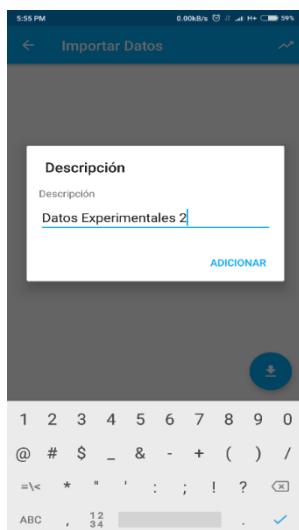 5:55 PM 0.00kB/s H+ 59%
Importar Datos
Descripción
Descripción
Datos Experimentales 2
ADICIONAR
1 2 3 4 5 6 7 8 9 0
@ # $ _ & - + ( ) /
=\< * " ' : ; ! ?
ABC , 12 34 .